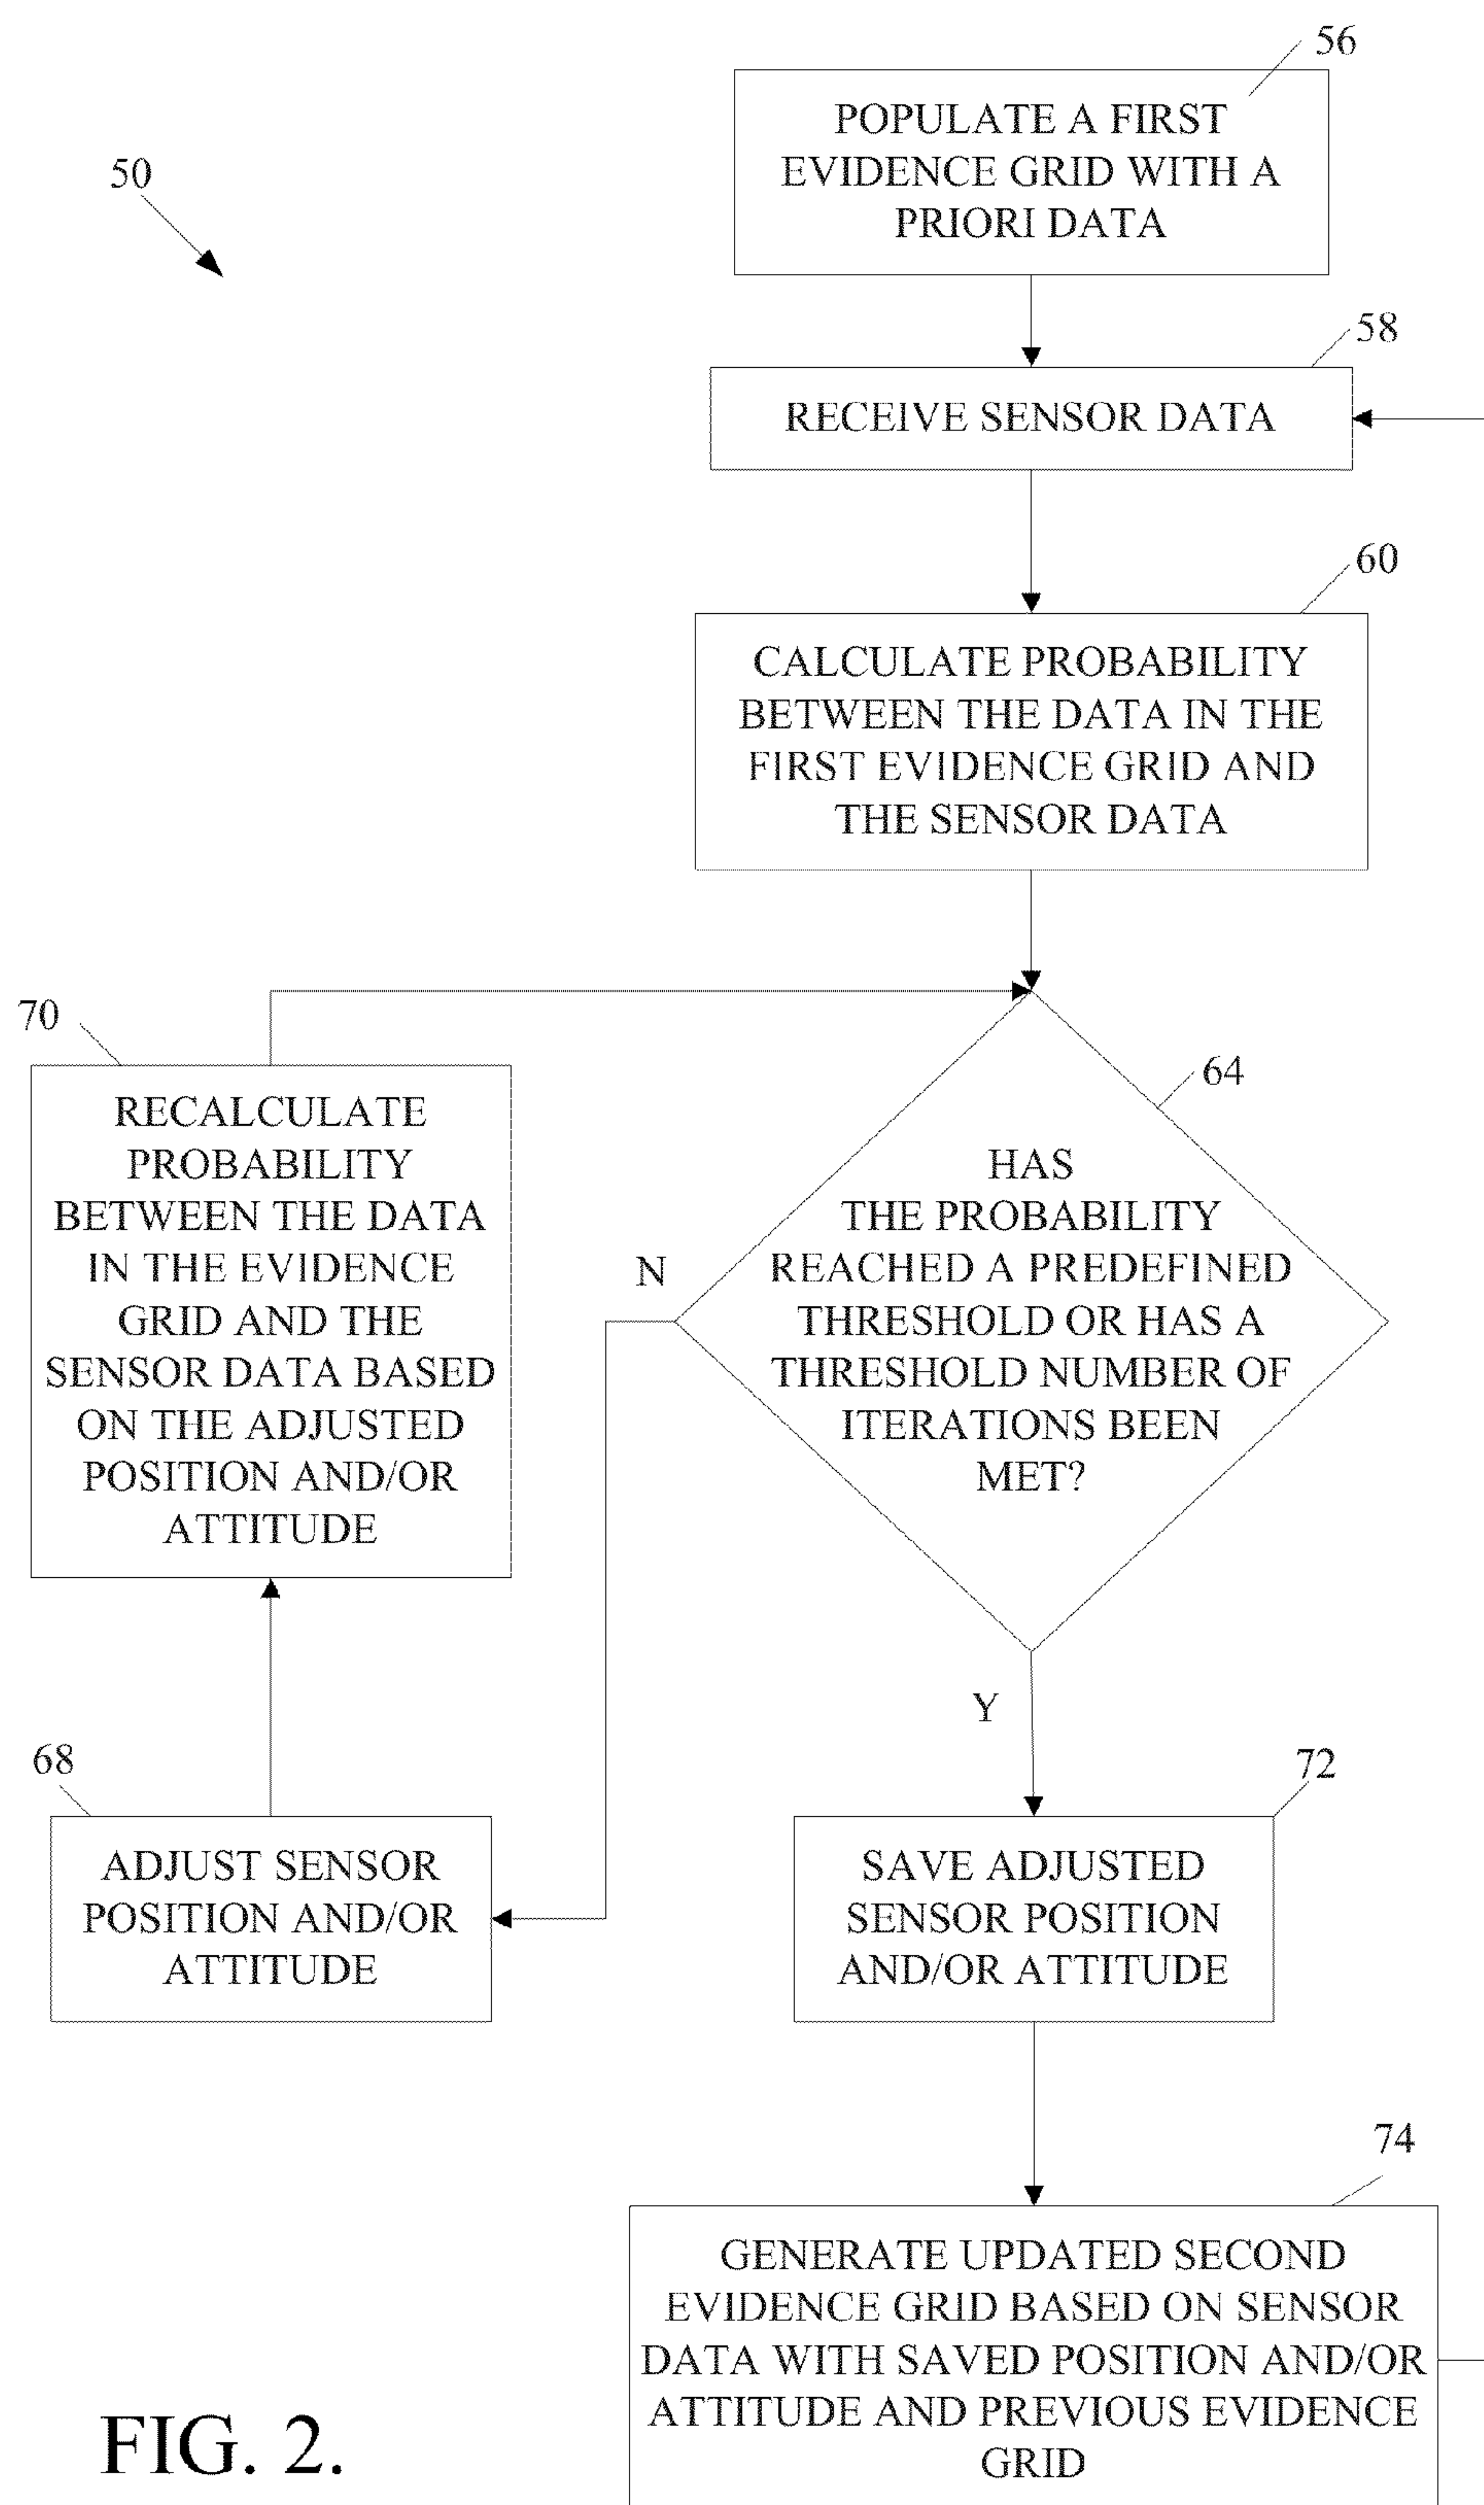 56
POPULATE A FIRST
EVIDENCE GRID WITH A
PRIORI DATA
50
58
RECEIVE SENSOR DATA
60
CALCULATE PROBABILITY
BETWEEN THE DATA IN THE
FIRST EVIDENCE GRID AND
THE SENSOR DATA
70
RECALCULATE
PROBABILITY
BETWEEN THE DATA
IN THE EVIDENCE
GRID AND THE
SENSOR DATA BASED
ON THE ADJUSTED
POSITION AND/OR
ATTITUDE
64
HAS
THE PROBABILITY
REACHED A PREDEFINED
THRESHOLD OR HAS A
THRESHOLD NUMBER OF
ITERATIONS BEEN
MET?
N
Y
68
ADJUST SENSOR
POSITION AND/OR
ATTITUDE
72
SAVE ADJUSTED
SENSOR POSITION
AND/OR ATTITUDE
74
GENERATE UPDATED SECOND
EVIDENCE GRID BASED ON SENSOR
DATA WITH SAVED POSITION AND/OR
ATTITUDE AND PREVIOUS EVIDENCE
GRID
FIG. 2.